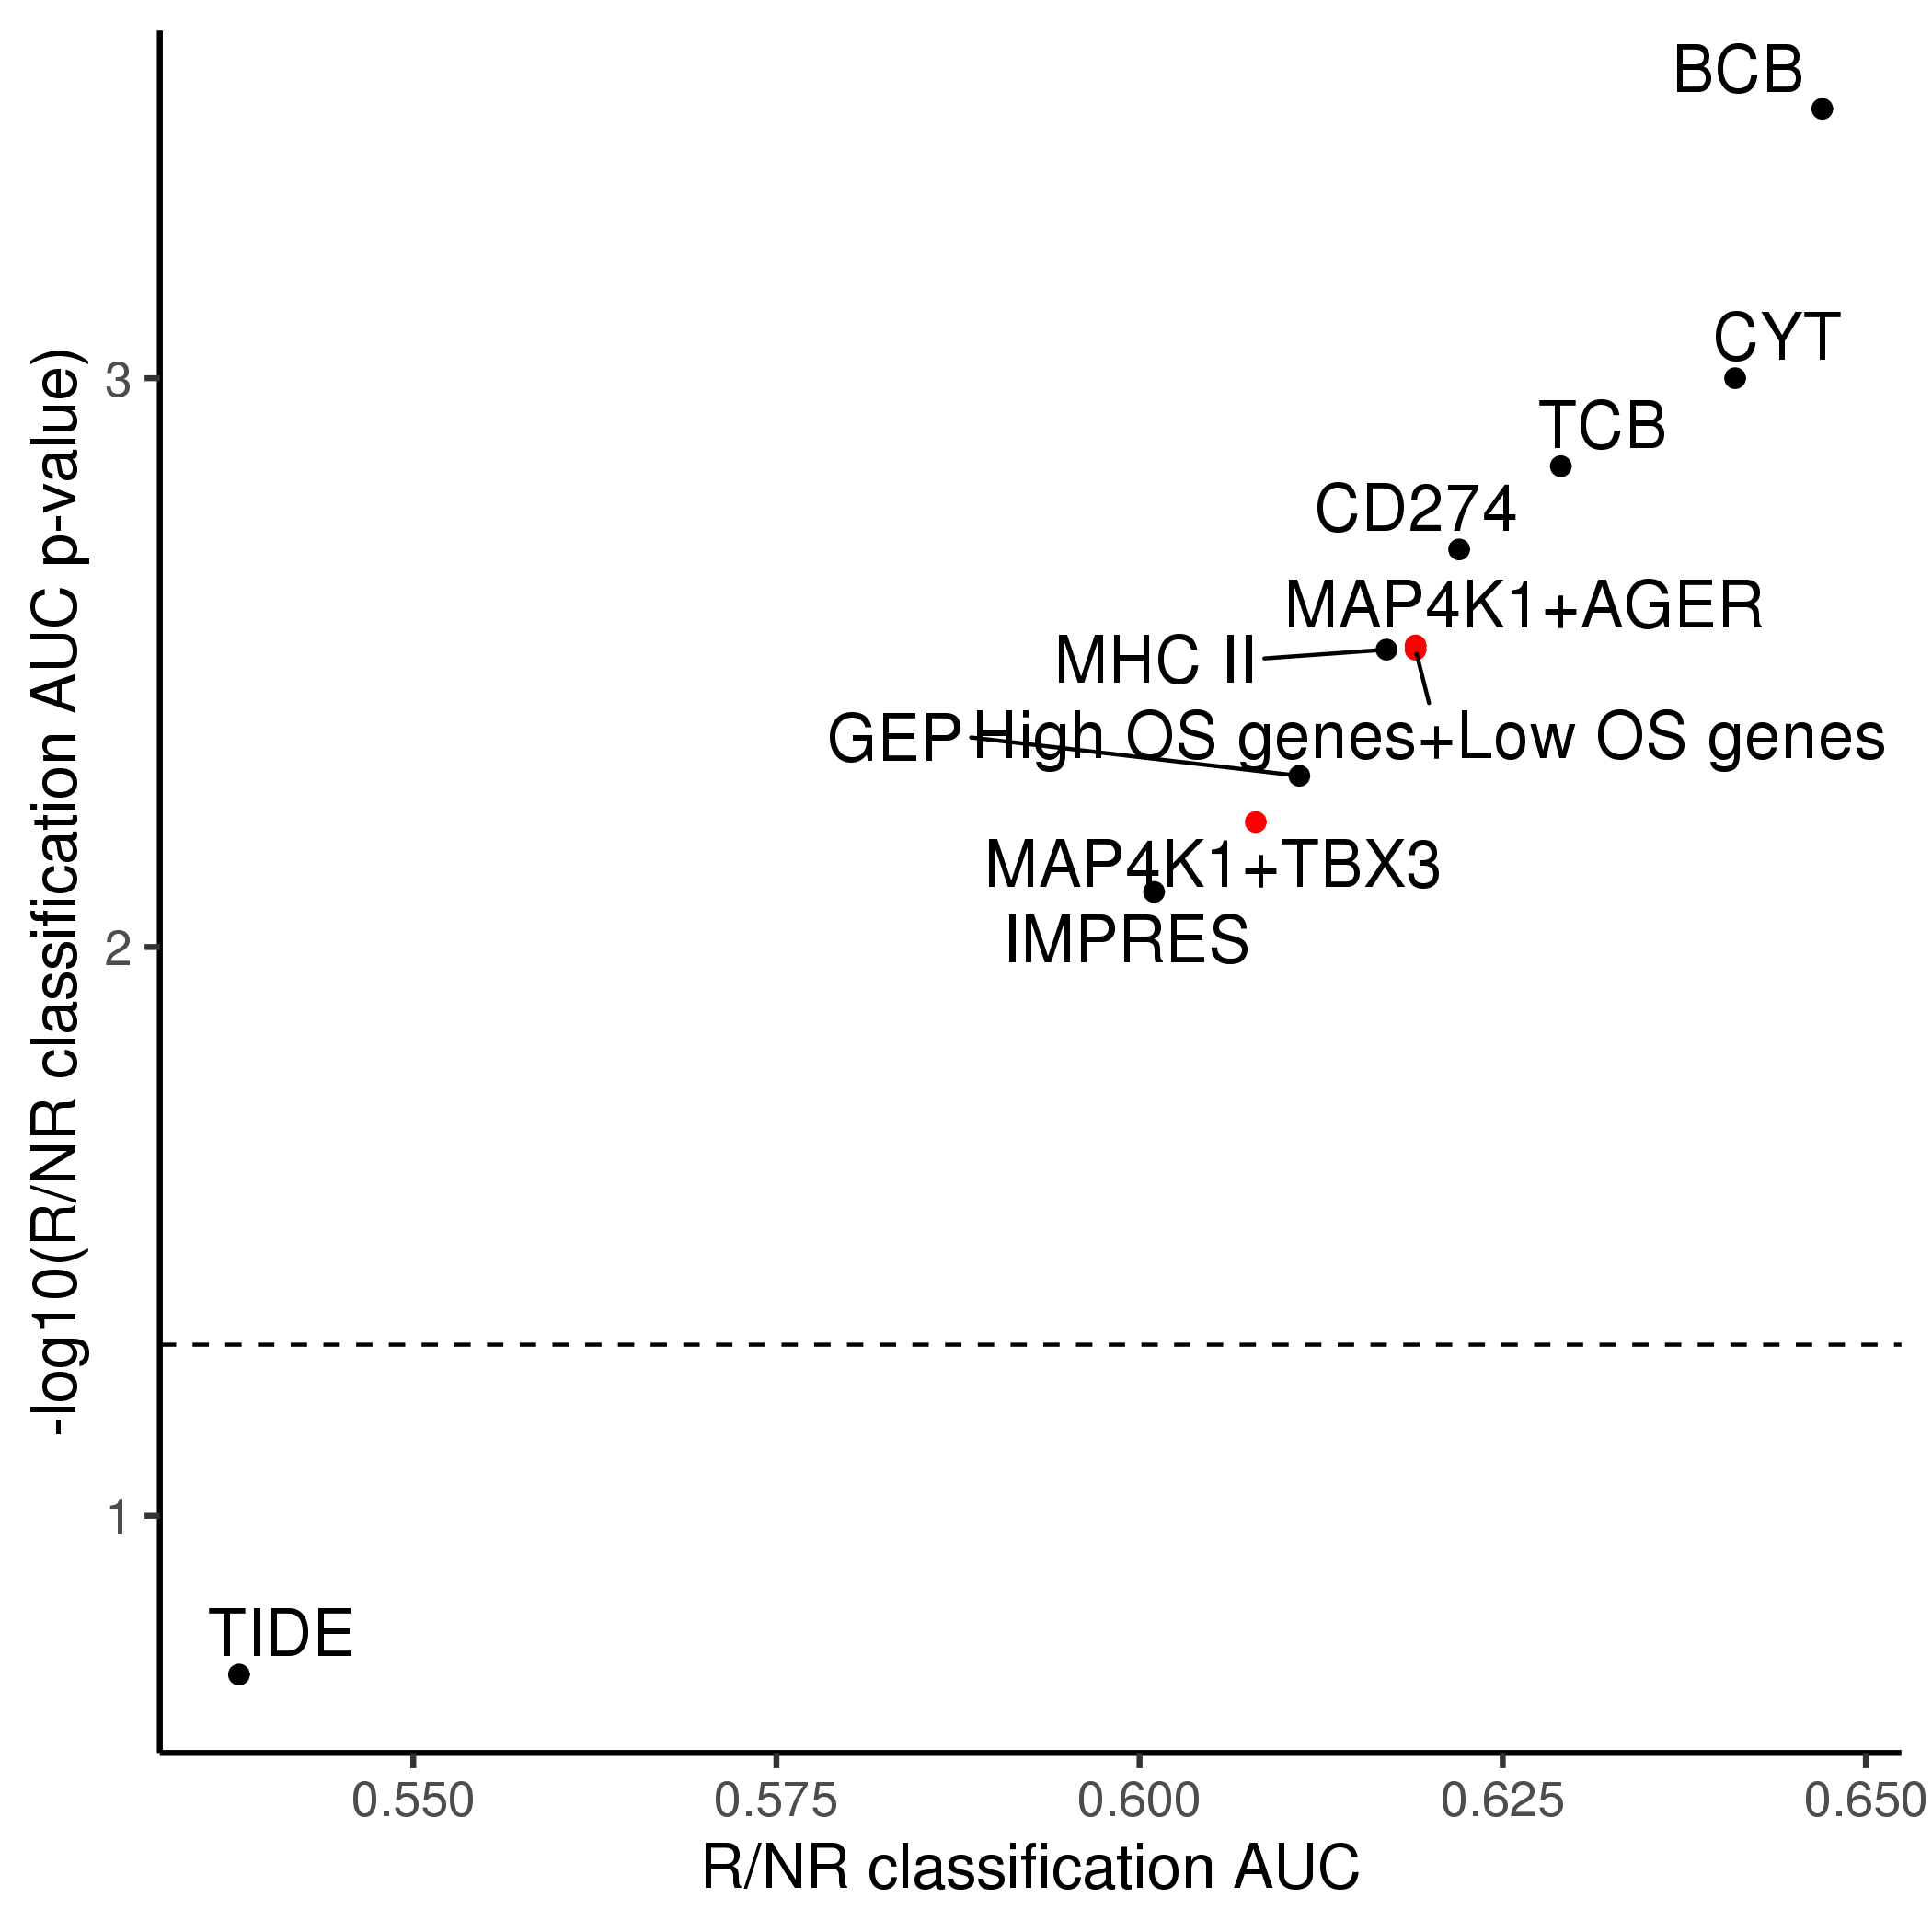 BCB
CYT
3
TCB
CD274
MAP4K1+AGER
MHC II
GEP
High OS genes+Low OS genes
MAP4K1+TBX3
IMPRES
2
1
TIDE
0.550
0.575
0.600
0.625
0.650
R/NR classification AUC
-log10(R/NR classification AUC p-value)